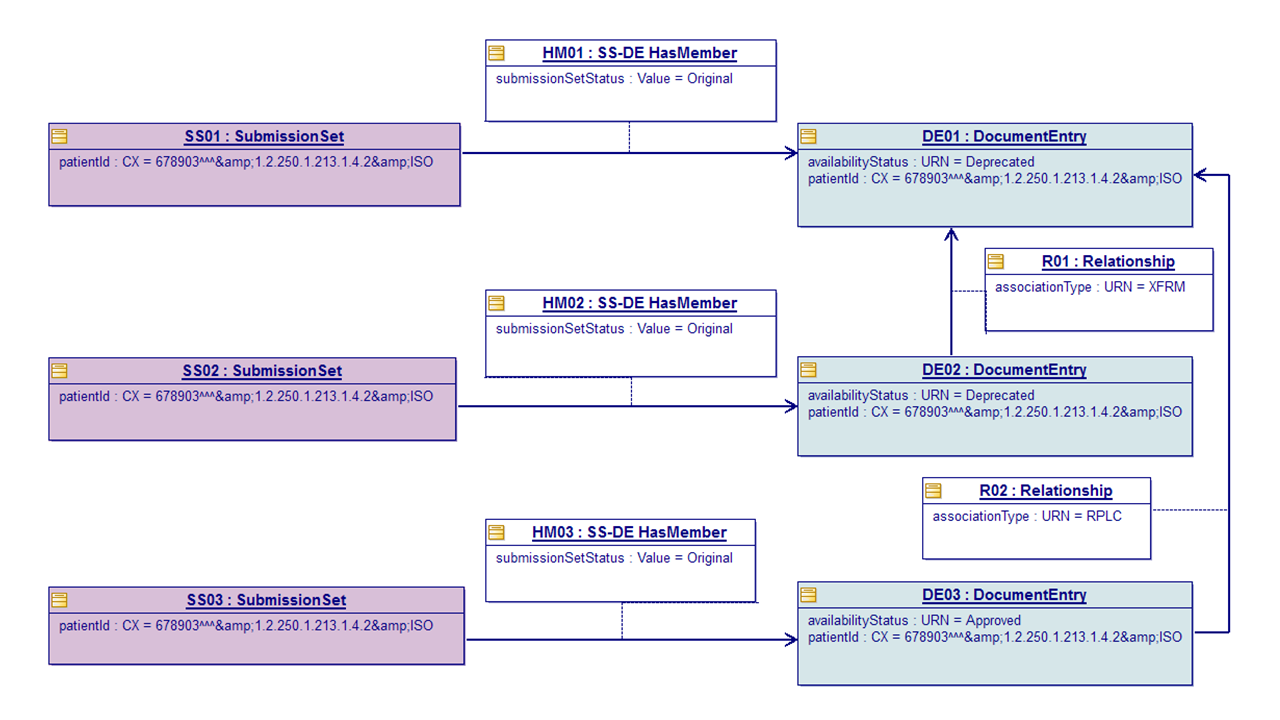 HM01 : SS-DE HasMember
submissionSetStatus : Value = Original
SS01 : SubmissionSet
patientId : CX = 678903^^^&amp;1.2.250.1.213.1.4.2&amp;ISO
DE01 : DocumentEntry
availabilityStatus : URN = Deprecated
patientId : CX = 678903^^^&amp;1.2.250.1.213.1.4.2&amp;ISO
R01 : Relationship
associationType : URN = XFRM
HM02 : SS-DE HasMember
submissionSetStatus : Value = Original
SS02 : SubmissionSet
patientId : CX = 678903^^^&amp;1.2.250.1.213.1.4.2&amp;ISO
DE02 : DocumentEntry
availabilityStatus : URN = Deprecated
patientId : CX = 678903^^^&amp;1.2.250.1.213.1.4.2&amp;ISO
R02 : Relationship
associationType : URN = RPLC
HM03 : SS-DE HasMember
submissionSetStatus : Value = Original
SS03 : SubmissionSet
patientId : CX = 678903^^^&amp;1.2.250.1.213.1.4.2&amp;ISO
DE03 : DocumentEntry
availabilityStatus : URN = Approved
patientId : CX = 678903^^^&amp;1.2.250.1.213.1.4.2&amp;ISO